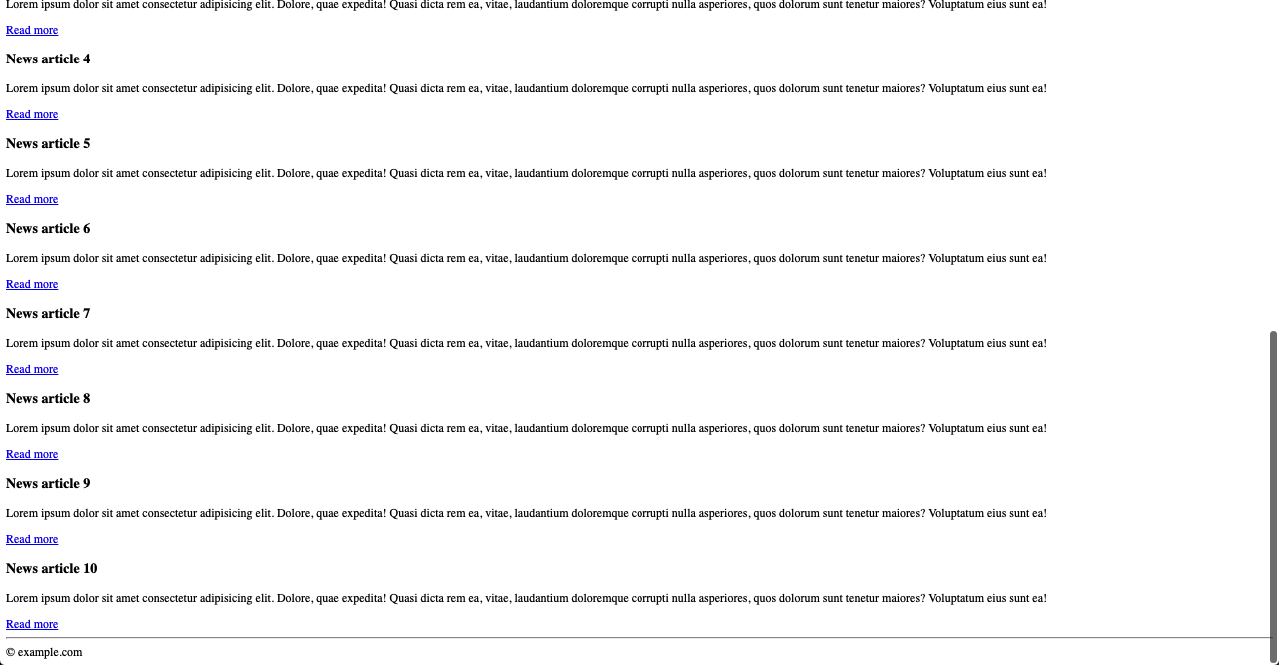 Lorem ipsum dolor sit amet consectetur adipisicing elit. Dolore, quae expedita! Quasi dicta rem ea, vitae, laudantium doloremque corrupti nulla asperiores, quos dolorum sunt tenetur maiores? Voluptatum eius sunt ea!
Read more
News article 4
Lorem ipsum dolor sit amet consectetur adipisicing elit. Dolore, quae expedita! Quasi dicta rem ea, vitae, laudantium doloremque corrupti nulla asperiores, quos dolorum sunt tenetur maiores? Voluptatum eius sunt ea!
Read more
News article 5
Lorem ipsum dolor sit amet consectetur adipisicing elit. Dolore, quae expedita! Quasi dicta rem ea, vitae, laudantium doloremque corrupti nulla asperiores, quos dolorum sunt tenetur maiores? Voluptatum eius sunt ea!
Read more
News article 6
Lorem ipsum dolor sit amet consectetur adipisicing elit. Dolore, quae expedita! Quasi dicta rem ea, vitae, laudantium doloremque corrupti nulla asperiores, quos dolorum sunt tenetur maiores? Voluptatum eius sunt ea!
Read more
News article 7
Lorem ipsum dolor sit amet consectetur adipisicing elit. Dolore, quae expedita! Quasi dicta rem ea, vitae, laudantium doloremque corrupti nulla asperiores, quos dolorum sunt tenetur maiores? Voluptatum eius sunt ea!
Read more
News article 8
Lorem ipsum dolor sit amet consectetur adipisicing elit. Dolore, quae expedita! Quasi dicta rem ea, vitae, laudantium doloremque corrupti nulla asperiores, quos dolorum sunt tenetur maiores? Voluptatum eius sunt ea!
Read more
News article 9
Lorem ipsum dolor sit amet consectetur adipisicing elit. Dolore, quae expedita! Quasi dicta rem ea, vitae, laudantium doloremque corrupti nulla asperiores, quos dolorum sunt tenetur maiores? Voluptatum eius sunt ea!
Read more
News article 10
Lorem ipsum dolor sit amet consectetur adipisicing elit. Dolore, quae expedita! Quasi dicta rem ea, vitae, laudantium doloremque corrupti nulla asperiores, quos dolorum sunt tenetur maiores? Voluptatum eius sunt ea!
Read more
© example.com